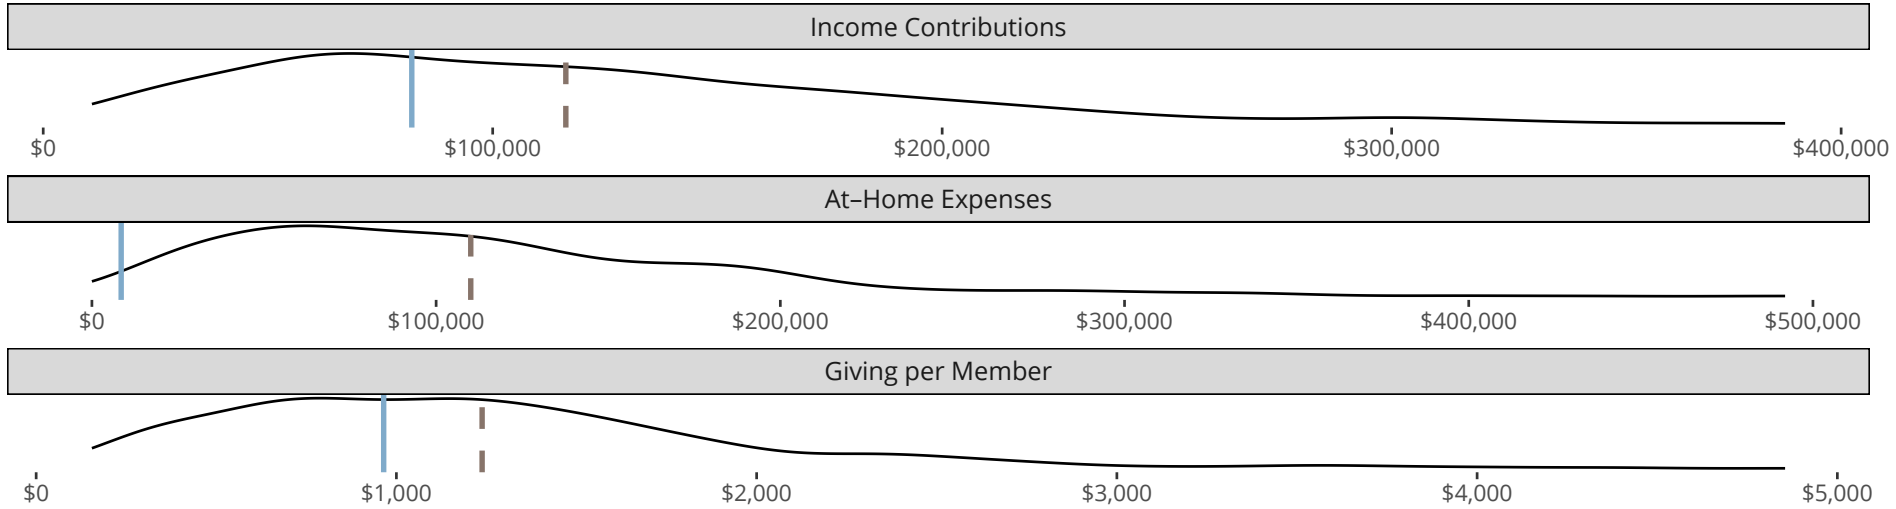 Income Contributions
$0 $100,000 $200,000 $300,000 $400,000
At–Home Expenses
$0 $100,000 $200,000 $300,000 $400,000 $500,000
Giving per Member
$0 $1,000 $2,000 $3,000 $4,000 $5,000